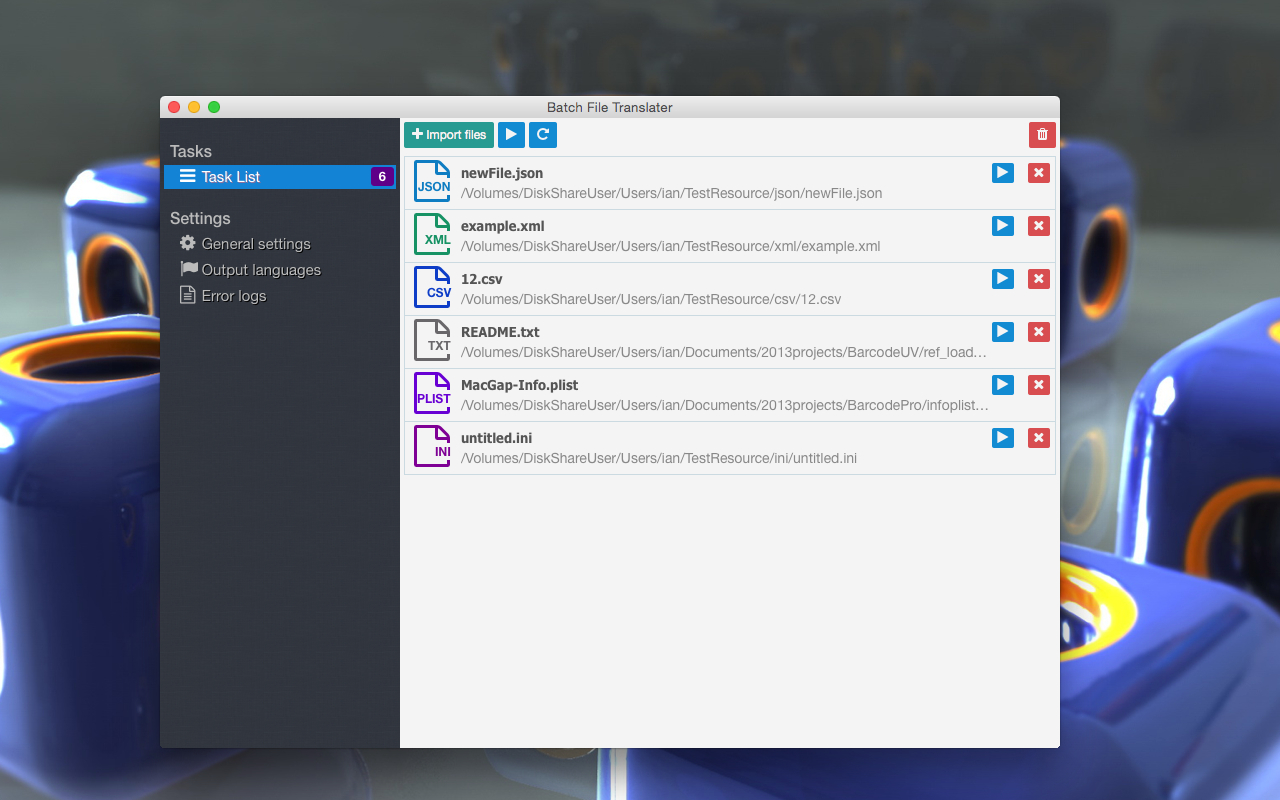 Batch File Translater
Tasks
Task List 6
Settings
General settings
Output languages
Error logs
Import files
JSON
newFile.json
/Volumes/DiskShareUser/Users/ian/TestResource/json/newFile.json
XML
example.xml
/Volumes/DiskShareUser/Users/ian/TestResource/xml/example.xml
CSV
12.csv
/Volumes/DiskShareUser/Users/ian/TestResource/csv/12.csv
TXT
README.txt
/Volumes/DiskShareUser/Users/ian/Documents/2013projects/BarcodeUV/ref_load...
PLIST
MacGap-Info.plist
/Volumes/DiskShareUser/Users/ian/Documents/2013projects/BarcodePro/infoplist...
INI
untitled.ini
/Volumes/DiskShareUser/Users/ian/TestResource/ini/untitled.ini